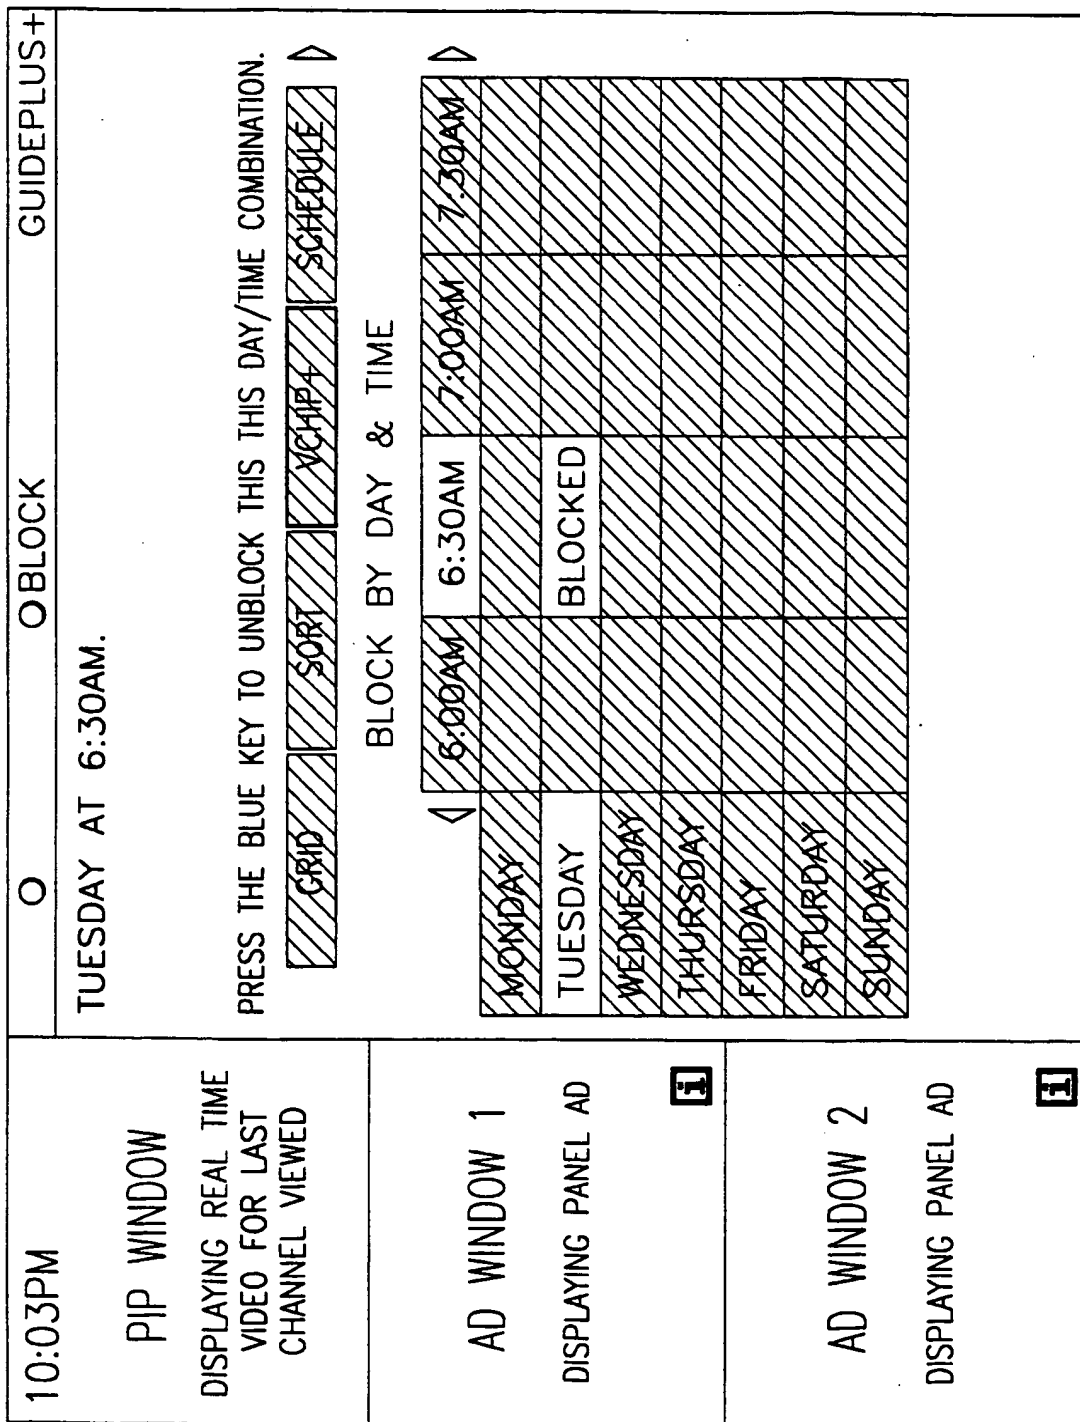 10:03PM
O
OBLOCK
GUIDEPLUS+
PIP WINDOW
DISPLAYING REAL TIME
VIDEO FOR LAST
CHANNEL VIEWED
AD WINDOW 1
DISPLAYING PANEL AD
i
AD WINDOW 2
DISPLAYING PANEL AD
i
TUESDAY AT 6:30AM.
PRESS THE BLUE KEY TO UNBLOCK THIS THIS DAY/TIME COMBINATION.
GRID SORT VCHIP+ SCHEDULE
BLOCK BY DAY & TIME
6:00AM 6:30AM 7:00AM 7:30AM
MONDAY
TUESDAY BLOCKED
WEDNESDAY
THURSDAY
FRIDAY
SATURDAY
SUNDAY